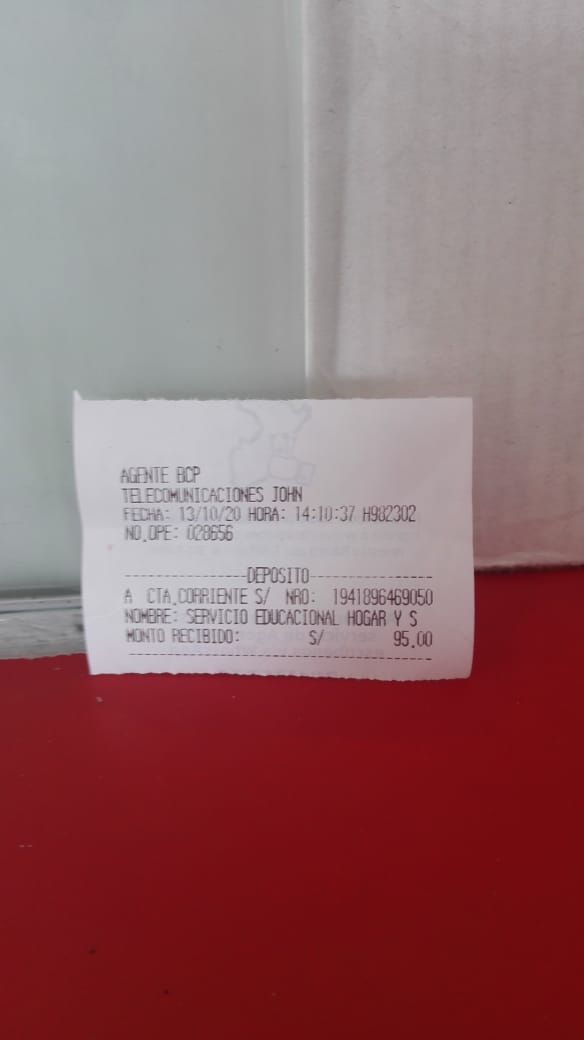 AGENTE BCP
TELECOMUNICACIONES JOHN
FECHA: 13/10/20 HORA: 14:10:37 H982302
NO.OPE: 028656
----------------DEPOSITO----------------
A CTA.CORRIENTE S/ NRO: 1941896469050
NOMBRE: SERVICIO EDUCACIONAL HOGAR Y S
MONTO RECIBIDO: S/ 95.00
----------------------------------------